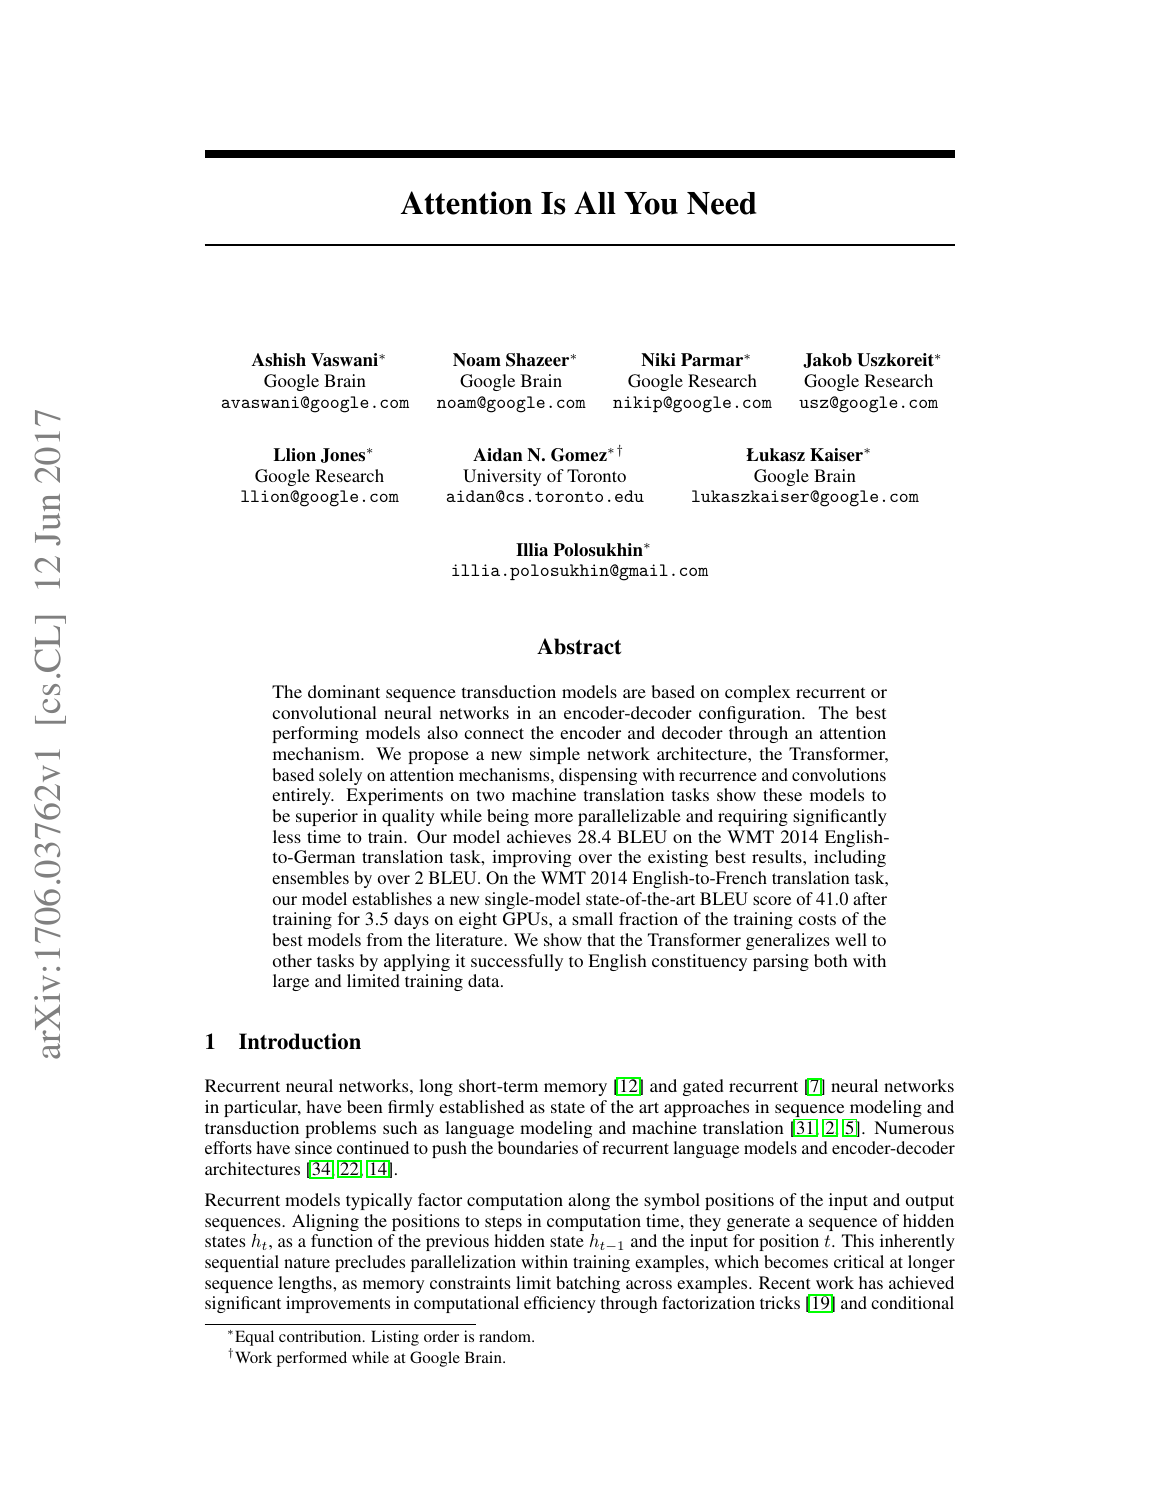 arXiv:1706.03762v1 [cs.CL] 12 Jun 2017
Attention Is All You Need
Ashish Vaswani∗ Noam Shazeer∗ Niki Parmar∗ Jakob Uszkoreit∗
Google Brain Google Brain Google Research Google Research
avaswani@google.com noam@google.com nikip@google.com usz@google.com
Llion Jones∗ Aidan N. Gomez∗ † Łukasz Kaiser∗
Google Research University of Toronto Google Brain
llion@google.com aidan@cs.toronto.edu lukaszkaiser@google.com
Illia Polosukhin∗
illia.polosukhin@gmail.com
Abstract
The dominant sequence transduction models are based on complex recurrent or
convolutional neural networks in an encoder-decoder configuration. The best
performing models also connect the encoder and decoder through an attention
mechanism. We propose a new simple network architecture, the Transformer,
based solely on attention mechanisms, dispensing with recurrence and convolutions
entirely. Experiments on two machine translation tasks show these models to
be superior in quality while being more parallelizable and requiring significantly
less time to train. Our model achieves 28.4 BLEU on the WMT 2014 English-
to-German translation task, improving over the existing best results, including
ensembles by over 2 BLEU. On the WMT 2014 English-to-French translation task,
our model establishes a new single-model state-of-the-art BLEU score of 41.0 after
training for 3.5 days on eight GPUs, a small fraction of the training costs of the
best models from the literature. We show that the Transformer generalizes well to
other tasks by applying it successfully to English constituency parsing both with
large and limited training data.
1 Introduction
Recurrent neural networks, long short-term memory [12] and gated recurrent [7] neural networks
in particular, have been firmly established as state of the art approaches in sequence modeling and
transduction problems such as language modeling and machine translation [31, 2, 5]. Numerous
efforts have since continued to push the boundaries of recurrent language models and encoder-decoder
architectures [34, 22, 14].
Recurrent models typically factor computation along the symbol positions of the input and output
sequences. Aligning the positions to steps in computation time, they generate a sequence of hidden
states hₜ, as a function of the previous hidden state hₜ₋₁ and the input for position t. This inherently
sequential nature precludes parallelization within training examples, which becomes critical at longer
sequence lengths, as memory constraints limit batching across examples. Recent work has achieved
significant improvements in computational efficiency through factorization tricks [19] and conditional
∗Equal contribution. Listing order is random.
†Work performed while at Google Brain.